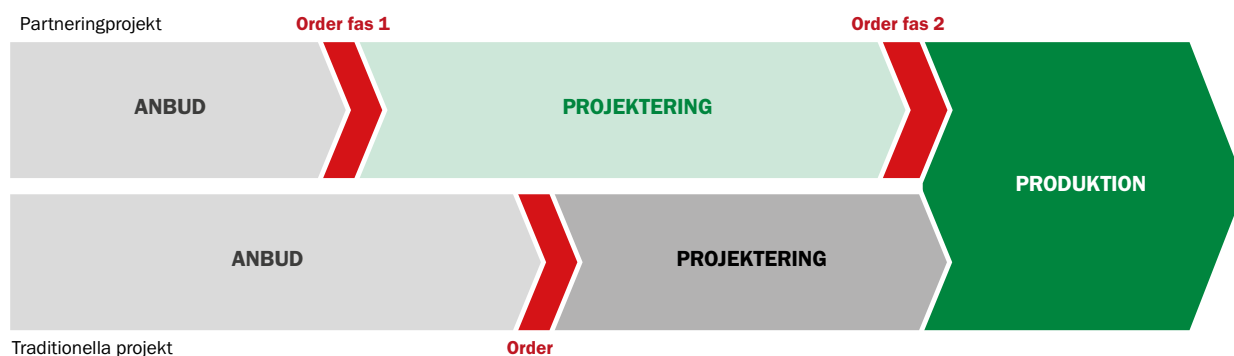 Partneringprojekt
Order fas 1
Order fas 2
ANBUD
PROJEKTERING
PRODUKTION
ANBUD
PROJEKTERING
Traditionella projekt
Order